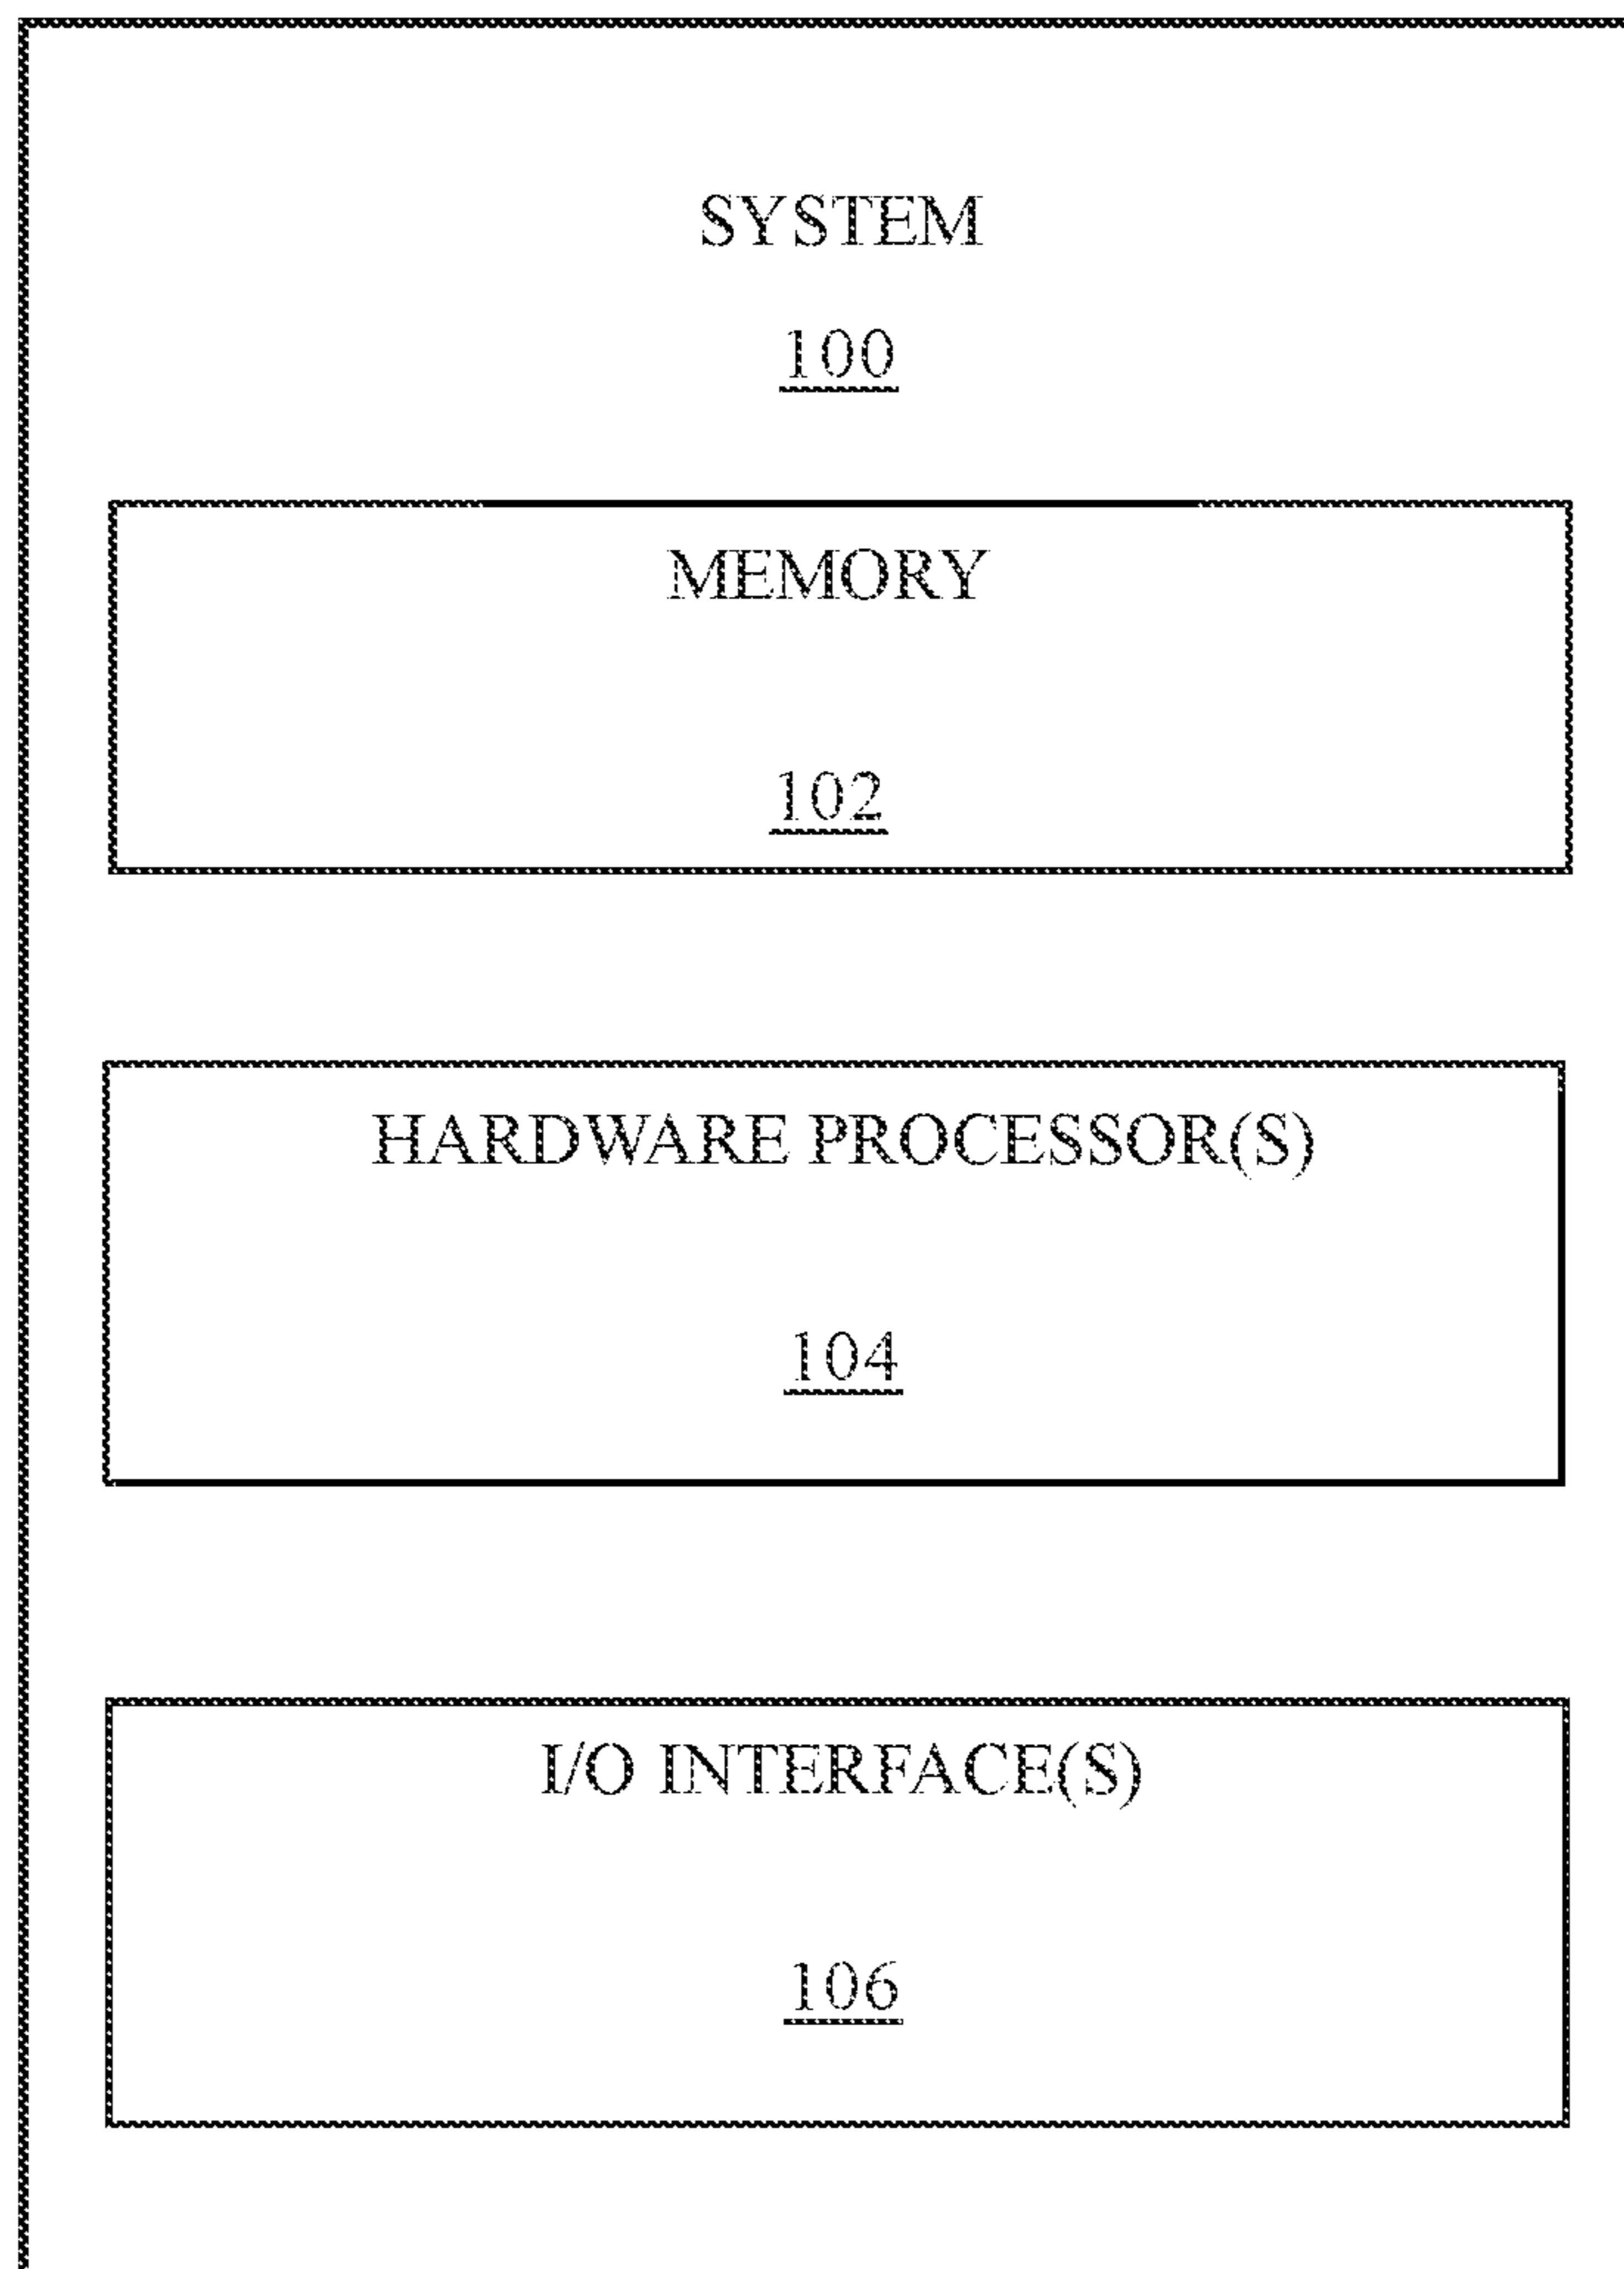 SYSTEM
100
MEMORY
102
HARDWARE PROCESSOR(S)
104
I/O INTERFACE(S)
106